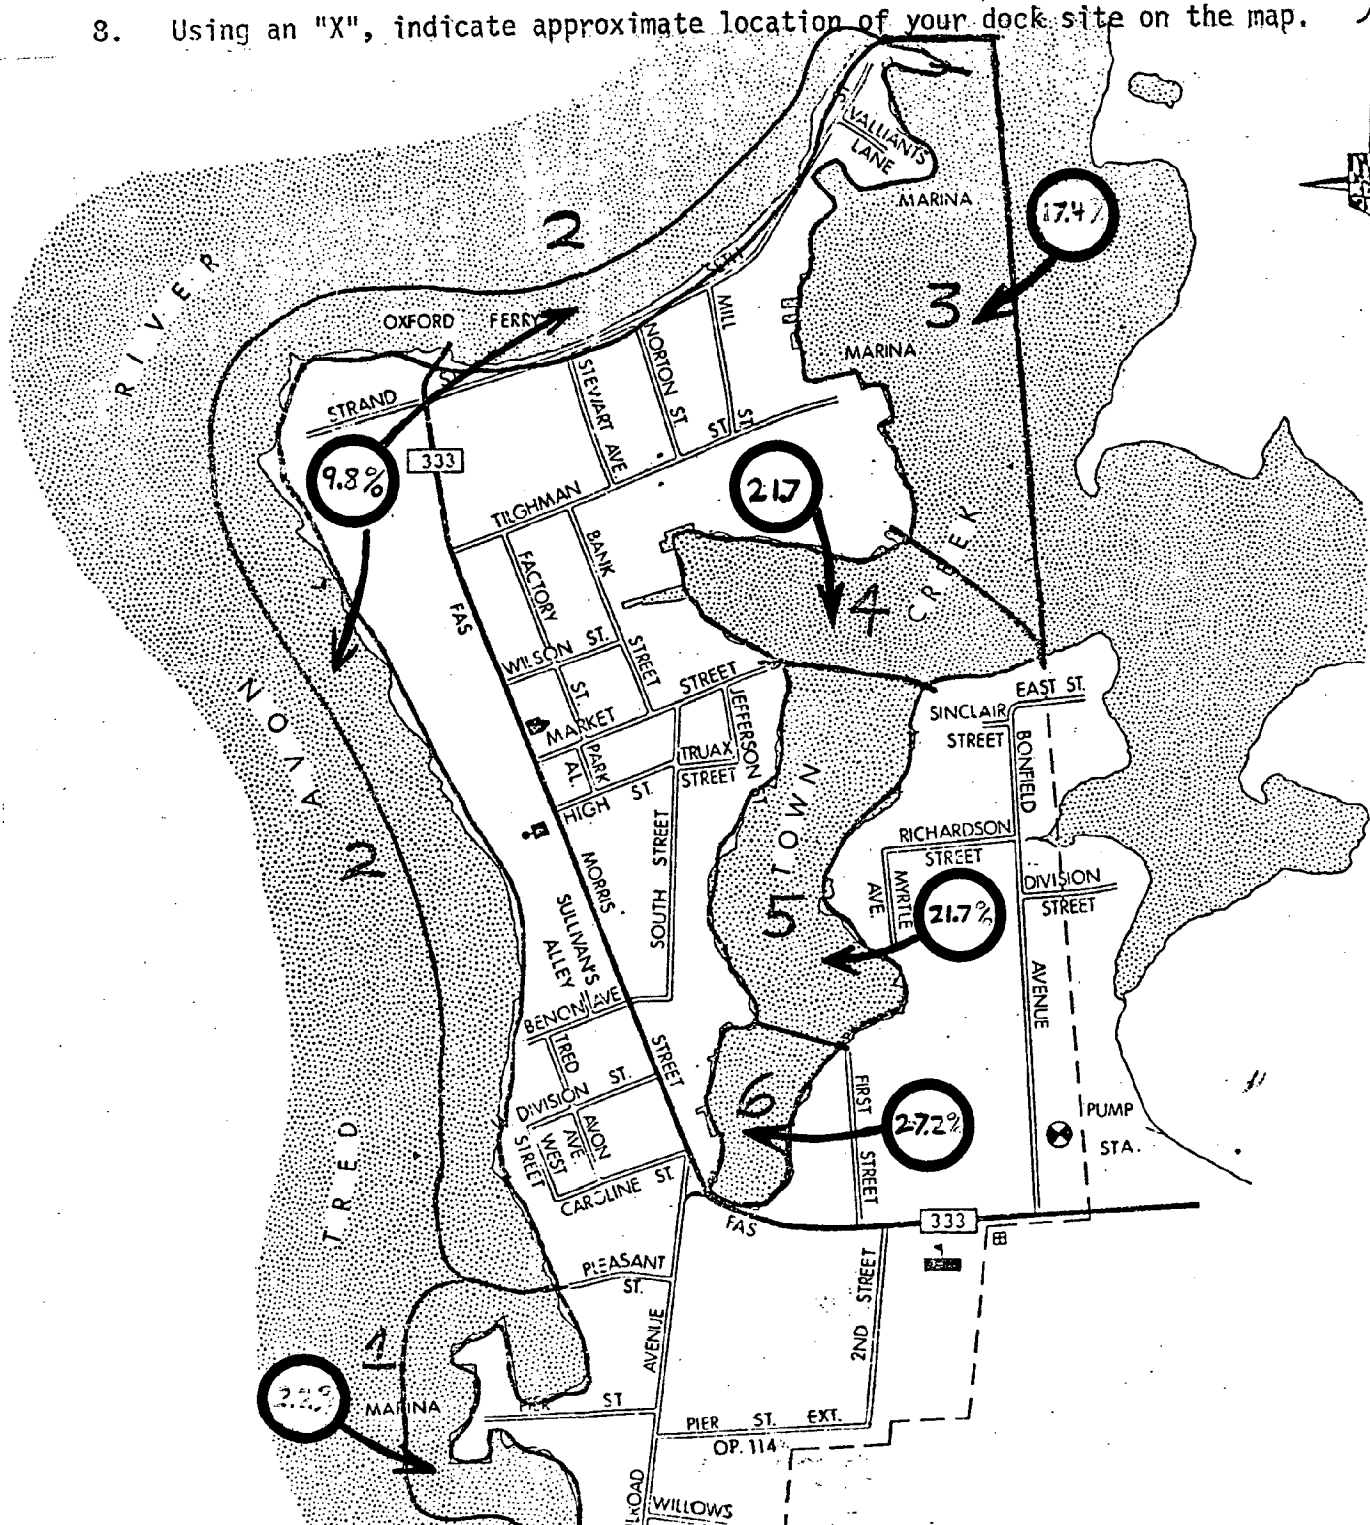 8. Using an "X", indicate approximate location of your dock site on the map.
VALLIANTS
LANE
MARINA
17.4%
2
RIVER
3
OXFORD FERRY
MILL
ST.
MARINA
NORTON ST.
STEWART AVE
STRAND
ST.
9.8%
333
21.7
TILGHMAN
BANK
STREET
FACTORY
ST.
CREEK
4
FAS
WILSON ST.
STREET
MARKET
EAST ST.
SINCLAIR
STREET
JEFFERSON ST
TRUAX
STREET
PARK
AL.
HIGH ST.
BONFIELD
AVENUE
TOWN
AVON
RICHARDSON
STREET
2
MORRIS
STREET
SOUTH STREET
MYRTLE
AVE.
DIVISION
STREET
5
21.7%
SULLIVAN'S
ALLEY
BENONI AVE
TRED
AVON
AVE.
DIVISION ST.
6
FIRST STREET
27.2%
PUMP
STA.
WEST
STREET
CAROLINE ST.
TRED
FAS
333
PLEASANT
ST.
2ND STREET
AVENUE
1
MARINA
PIER ST
PIER ST. EXT.
OP. 114
WILLOWS